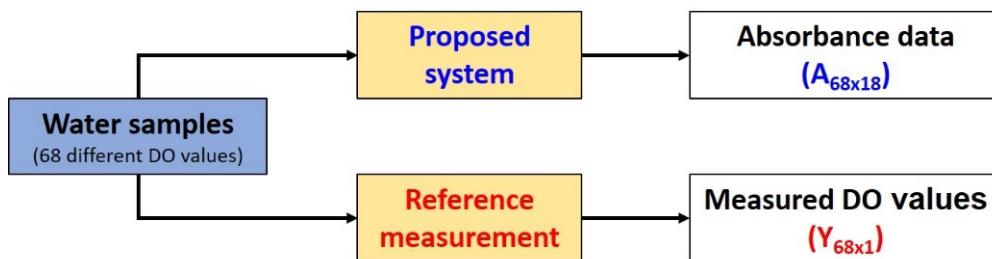 Water samples
(68 different DO values)
Proposed
system
Absorbance data
(A68x18)
Reference
measurement
Measured DO values
(Y68x1)